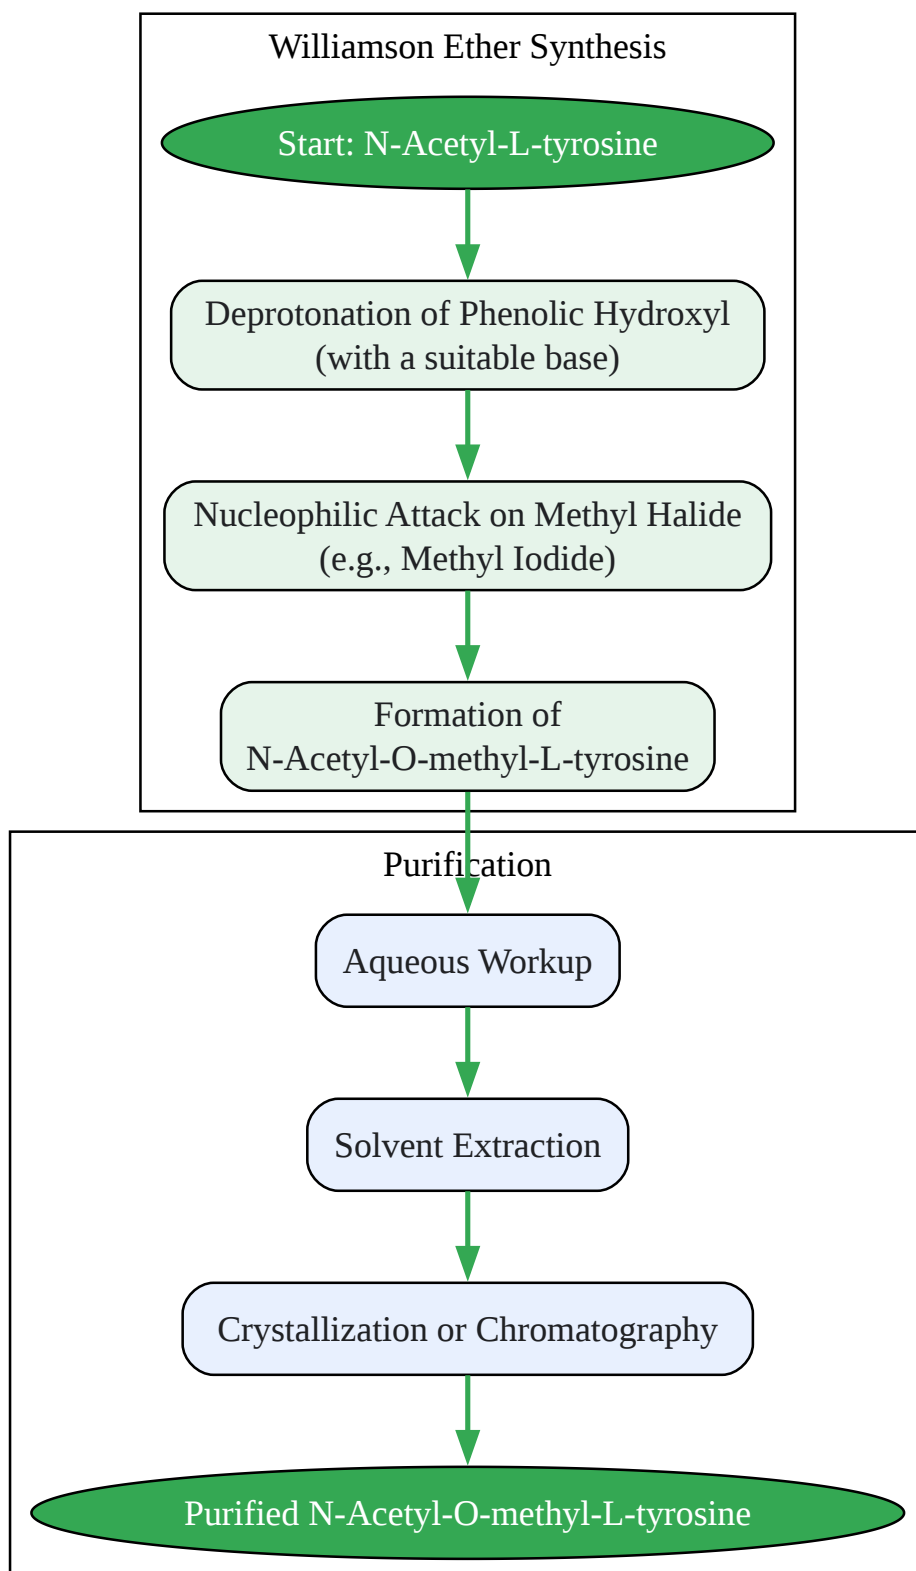 Williamson Ether Synthesis
Start: N-Acetyl-L-tyrosine
Deprotonation of Phenolic Hydroxyl
(with a suitable base)
Nucleophilic Attack on Methyl Halide
(e.g., Methyl Iodide)
Formation of
N-Acetyl-O-methyl-L-tyrosine
Purification
Aqueous Workup
Solvent Extraction
Crystallization or Chromatography
Purified N-Acetyl-O-methyl-L-tyrosine